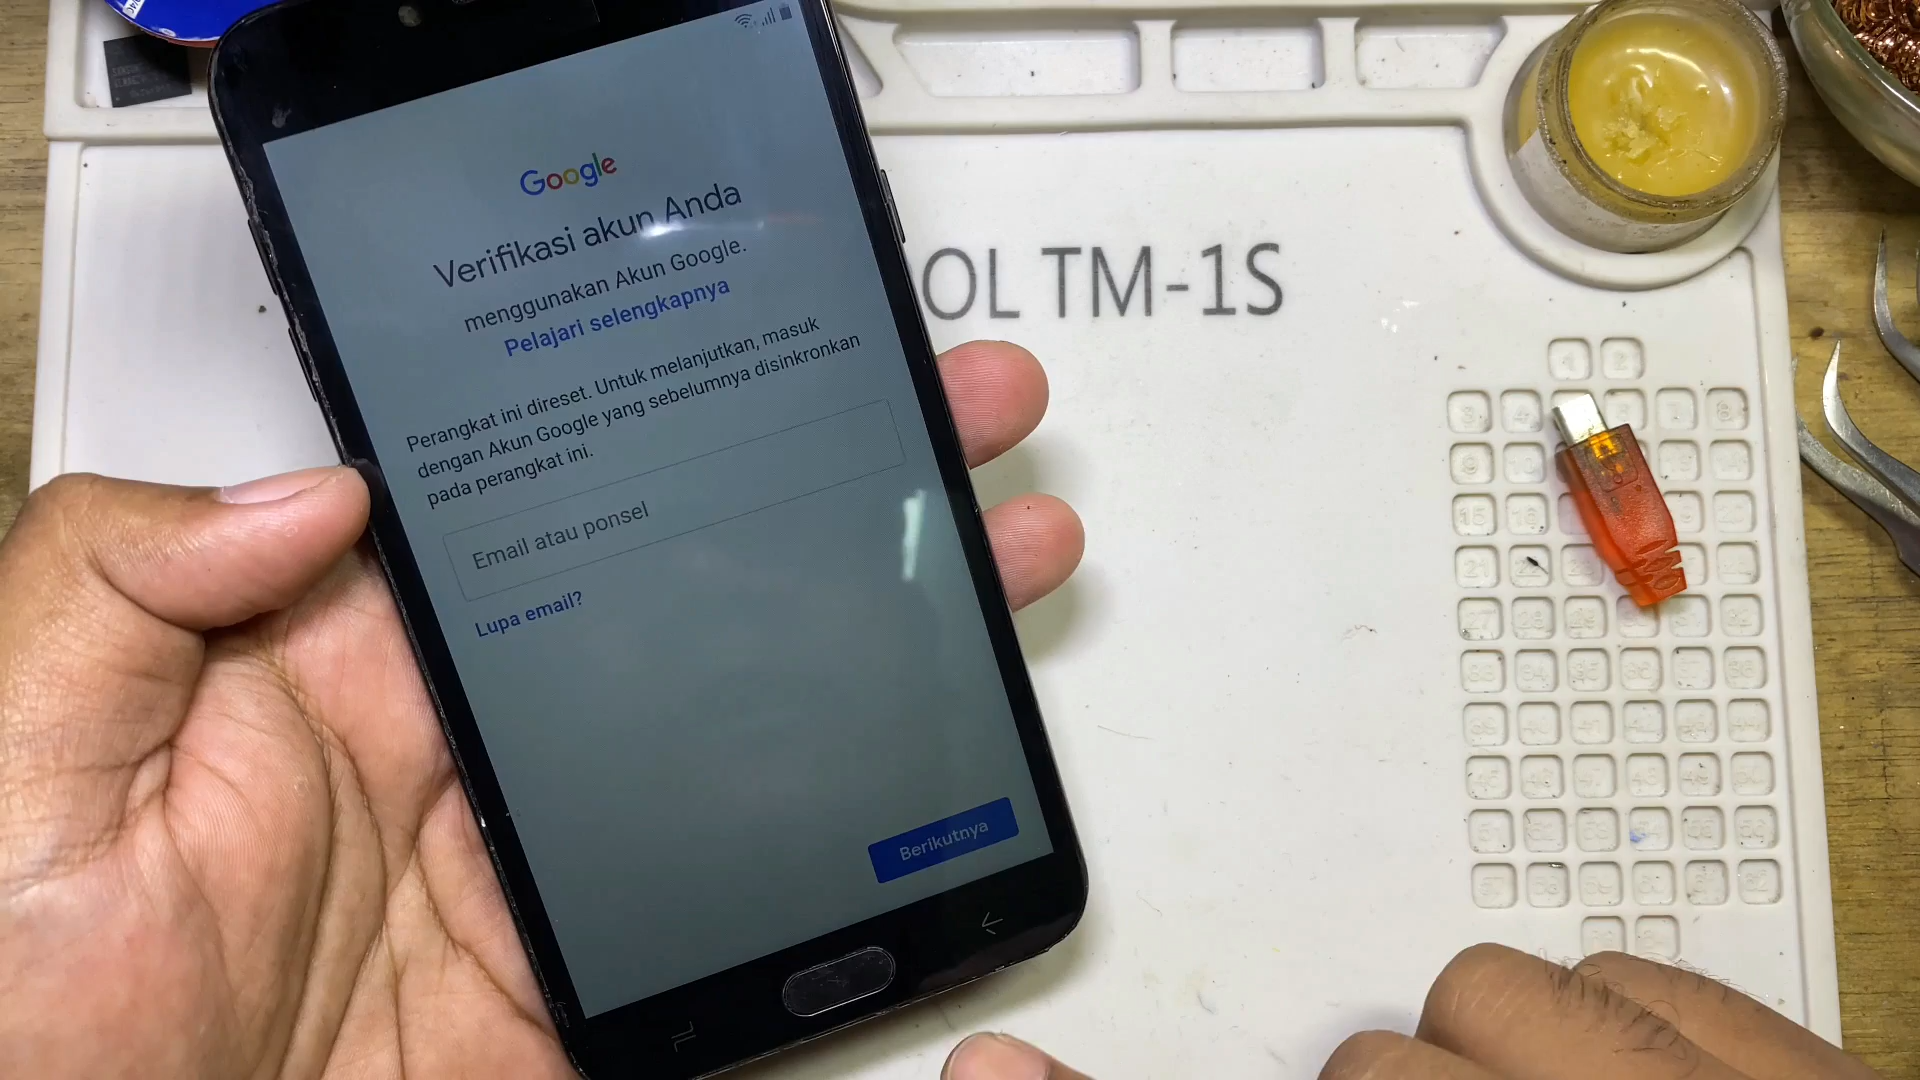 Google
Verifikasi akun Anda
menggunakan Akun Google.
Pelajari selengkapnya
Perangkat ini direset. Untuk melanjutkan, masuk
dengan Akun Google yang sebelumnya disinkronkan
pada perangkat ini.
Email atau ponsel
Lupa email?
Berikutnya
OL TM-1S